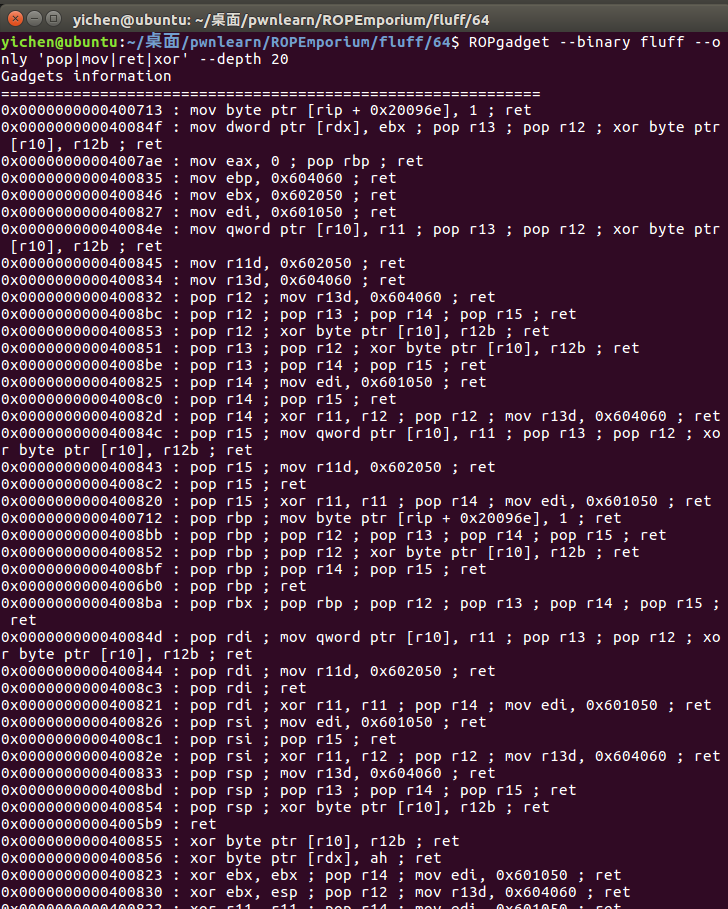 yichen@ubuntu: ~/桌面/pwnlearn/ROPEmporium/fluff/64
yichen@ubuntu:~/桌面/pwnlearn/ROPEmporium/fluff/64$ ROPgadget --binary fluff --o
nly 'pop|mov|ret|xor' --depth 20
Gadgets information
============================================================
0x0000000000400713 : mov byte ptr [rip + 0x20096e], 1 ; ret
0x000000000040084f : mov dword ptr [rdx], ebx ; pop r13 ; pop r12 ; xor byte ptr
 [r10], r12b ; ret
0x00000000004007ae : mov eax, 0 ; pop rbp ; ret
0x0000000000400835 : mov ebp, 0x604060 ; ret
0x0000000000400846 : mov ebx, 0x602050 ; ret
0x0000000000400827 : mov edi, 0x601050 ; ret
0x000000000040084e : mov qword ptr [r10], r11 ; pop r13 ; pop r12 ; xor byte ptr
 [r10], r12b ; ret
0x0000000000400845 : mov r11d, 0x602050 ; ret
0x0000000000400834 : mov r13d, 0x604060 ; ret
0x0000000000400832 : pop r12 ; mov r13d, 0x604060 ; ret
0x00000000004008bc : pop r12 ; pop r13 ; pop r14 ; pop r15 ; ret
0x0000000000400853 : pop r12 ; xor byte ptr [r10], r12b ; ret
0x0000000000400851 : pop r13 ; pop r12 ; xor byte ptr [r10], r12b ; ret
0x00000000004008be : pop r13 ; pop r14 ; pop r15 ; ret
0x0000000000400825 : pop r14 ; mov edi, 0x601050 ; ret
0x00000000004008c0 : pop r14 ; pop r15 ; ret
0x000000000040082d : pop r14 ; xor r11, r12 ; pop r12 ; mov r13d, 0x604060 ; ret
0x000000000040084c : pop r15 ; mov qword ptr [r10], r11 ; pop r13 ; pop r12 ; xo
r byte ptr [r10], r12b ; ret
0x0000000000400843 : pop r15 ; mov r11d, 0x602050 ; ret
0x00000000004008c2 : pop r15 ; ret
0x0000000000400820 : pop r15 ; xor r11, r11 ; pop r14 ; mov edi, 0x601050 ; ret
0x0000000000400712 : pop rbp ; mov byte ptr [rip + 0x20096e], 1 ; ret
0x00000000004008bb : pop rbp ; pop r12 ; pop r13 ; pop r14 ; pop r15 ; ret
0x0000000000400852 : pop rbp ; pop r12 ; xor byte ptr [r10], r12b ; ret
0x00000000004008bf : pop rbp ; pop r14 ; pop r15 ; ret
0x00000000004006b0 : pop rbp ; ret
0x00000000004008ba : pop rbx ; pop rbp ; pop r12 ; pop r13 ; pop r14 ; pop r15 ;
 ret
0x000000000040084d : pop rdi ; mov qword ptr [r10], r11 ; pop r13 ; pop r12 ; xo
r byte ptr [r10], r12b ; ret
0x0000000000400844 : pop rdi ; mov r11d, 0x602050 ; ret
0x00000000004008c3 : pop rdi ; ret
0x0000000000400821 : pop rdi ; xor r11, r11 ; pop r14 ; mov edi, 0x601050 ; ret
0x0000000000400826 : pop rsi ; mov edi, 0x601050 ; ret
0x00000000004008c1 : pop rsi ; pop r15 ; ret
0x000000000040082e : pop rsi ; xor r11, r12 ; pop r12 ; mov r13d, 0x604060 ; ret
0x0000000000400833 : pop rsp ; mov r13d, 0x604060 ; ret
0x00000000004008bd : pop rsp ; pop r13 ; pop r14 ; pop r15 ; ret
0x0000000000400854 : pop rsp ; xor byte ptr [r10], r12b ; ret
0x00000000004005b9 : ret
0x0000000000400855 : xor byte ptr [r10], r12b ; ret
0x0000000000400856 : xor byte ptr [rdx], ah ; ret
0x0000000000400823 : xor ebx, ebx ; pop r14 ; mov edi, 0x601050 ; ret
0x0000000000400830 : xor ebx, esp ; pop r12 ; mov r13d, 0x604060 ; ret
0x0000000000400822 : xor r11, r11 ; pop r14 ; mov edi, 0x601050 ; ret